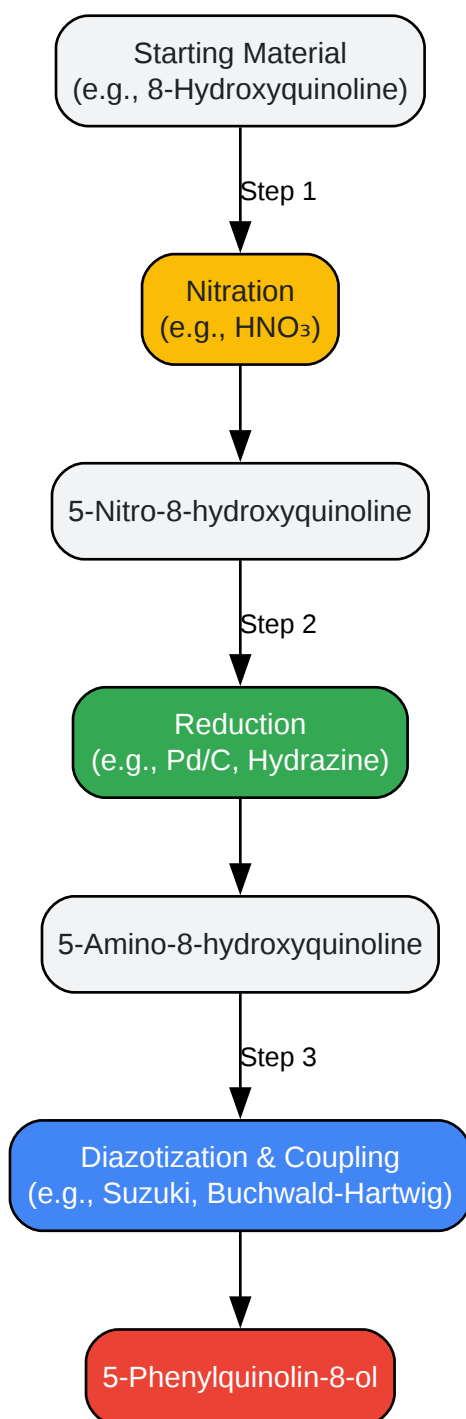 Starting Material
(e.g., 8-Hydroxyquinoline)
Step 1
Nitration
(e.g., HNO₃)
5-Nitro-8-hydroxyquinoline
Step 2
Reduction
(e.g., Pd/C, Hydrazine)
5-Amino-8-hydroxyquinoline
Step 3
Diazotization & Coupling
(e.g., Suzuki, Buchwald-Hartwig)
5-Phenylquinolin-8-ol